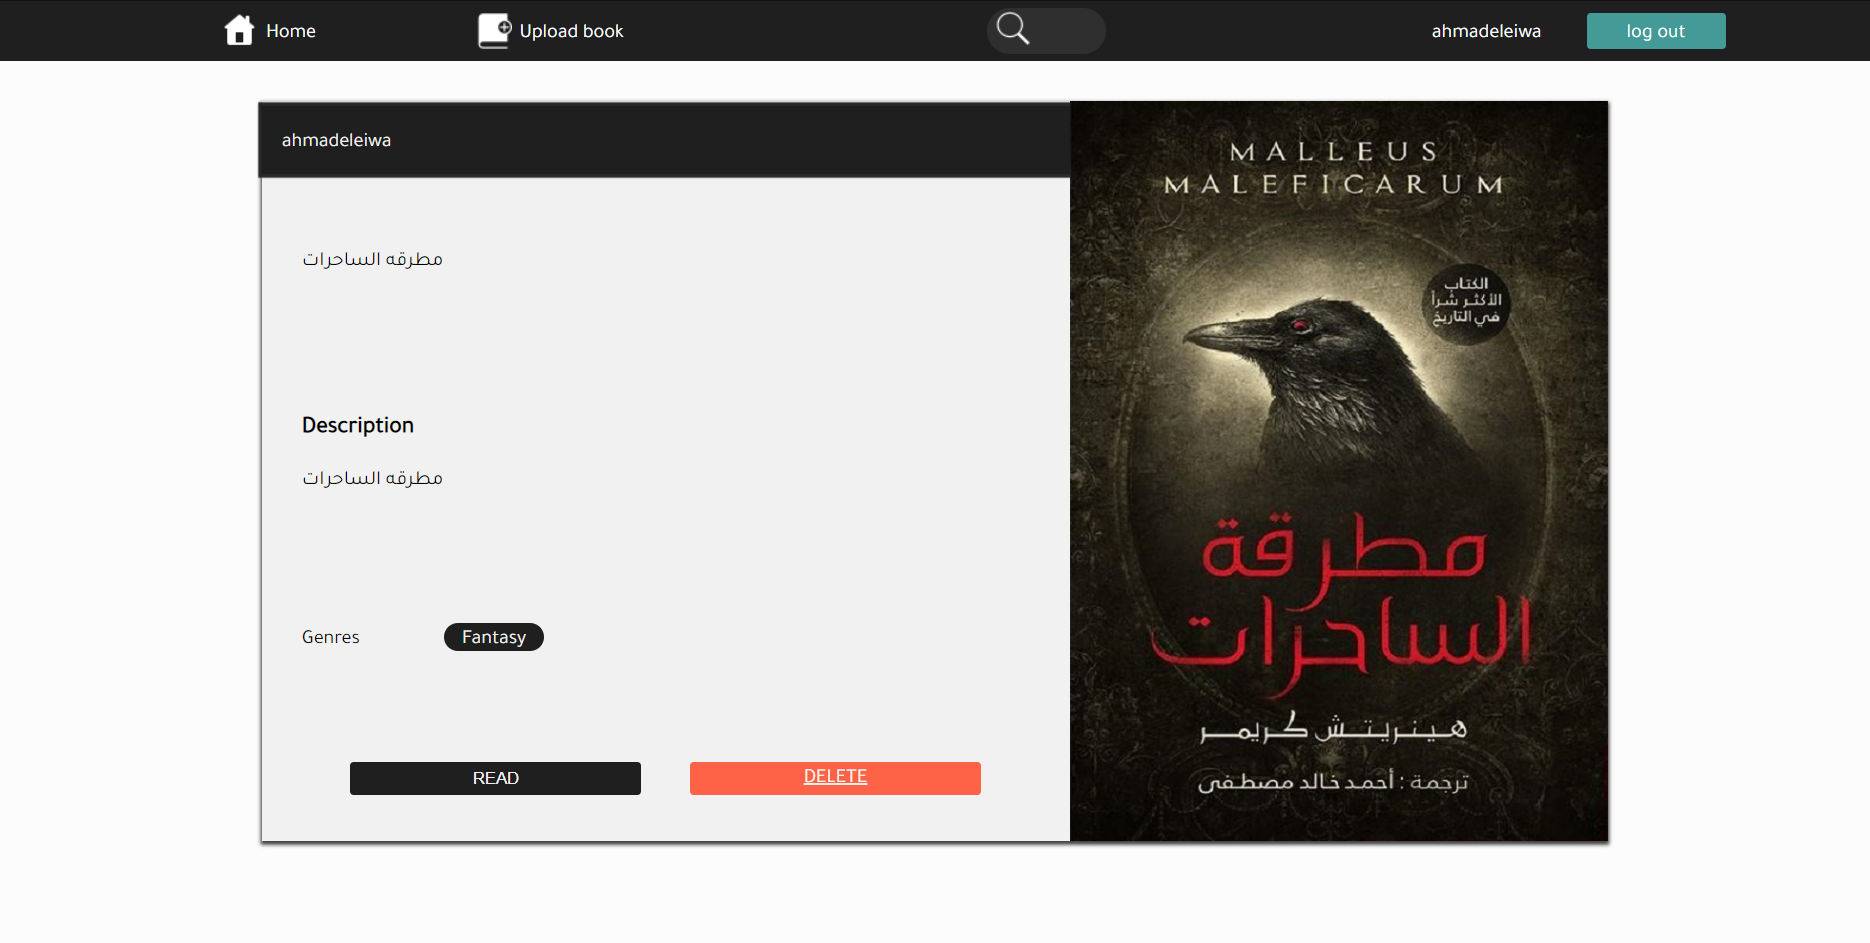 Home
Upload book
ahmadeleiwa
log out
ahmadeleiwa
مطرقه الساحرات
Description
مطرقه الساحرات
Genres
Fantasy
READ
DELETE
MALLEUS
MALEFICARUM
الكتاب
الأكثر شراً
في التاريخ
مطرقة
الساحرات
هينريتش كريمر
ترجمة : أحمد خالد مصطفى